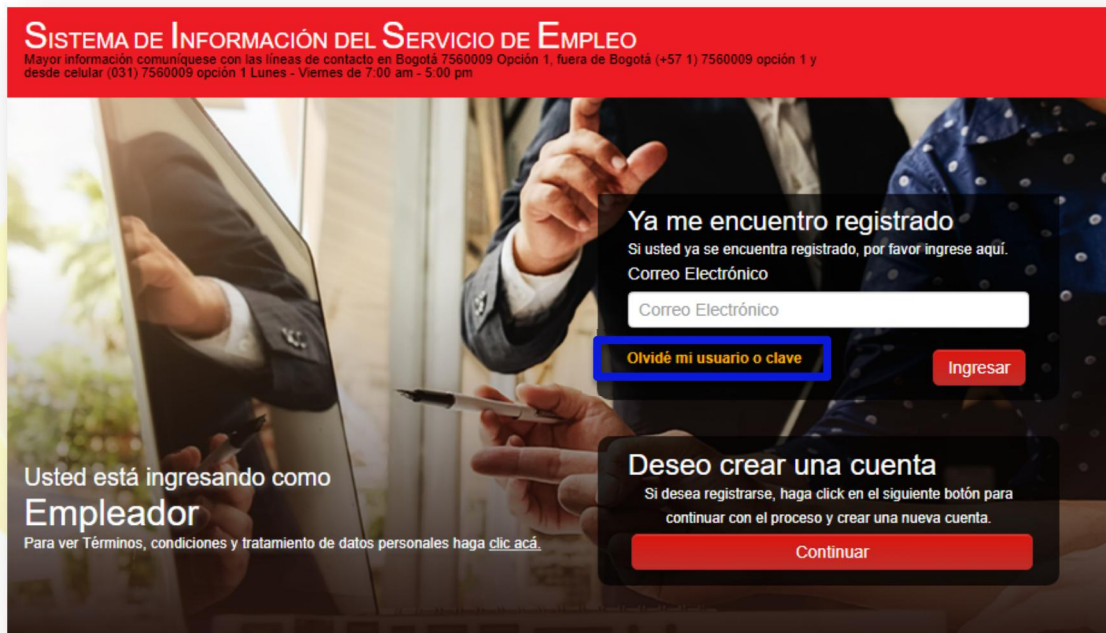 SISTEMA DE INFORMACIÓN DEL SERVICIO DE EMPLEO
Mayor información comuníquese con las líneas de contacto en Bogotá 7560009 Opción 1, fuera de Bogotá (+57 1) 7560009 opción 1 y
desde celular (031) 7560009 opción 1 Lunes - Viernes de 7:00 am - 5:00 pm
Ya me encuentro registrado
Si usted ya se encuentra registrado, por favor ingrese aquí.
Correo Electrónico
Correo Electrónico
Olvidé mi usuario o clave
Ingresar
Usted está ingresando como
Empleador
Para ver Términos, condiciones y tratamiento de datos personales haga clic acá.
Deseo crear una cuenta
Si desea registrarse, haga click en el siguiente botón para
continuar con el proceso y crear una nueva cuenta.
Continuar